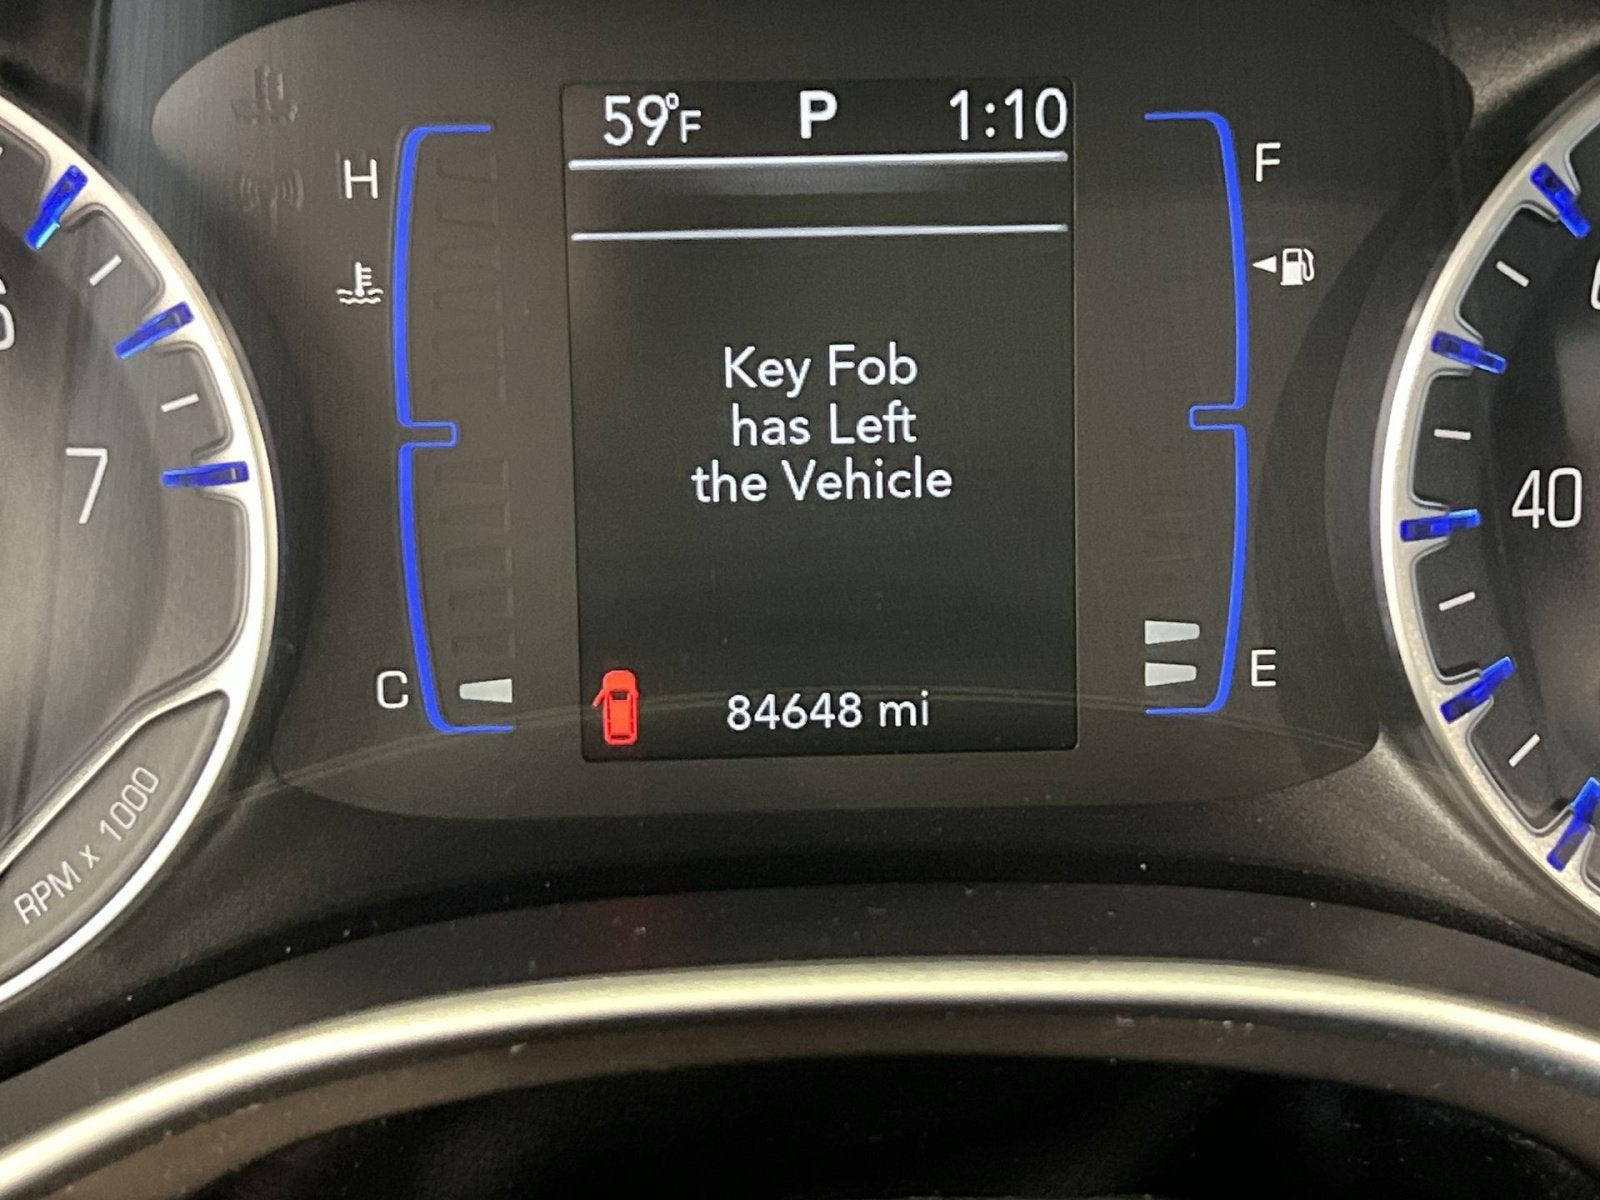 59°F P 1:10
H
F
Key Fob
has Left
the Vehicle
7
40
C
E
84648 mi
RPM x 1000